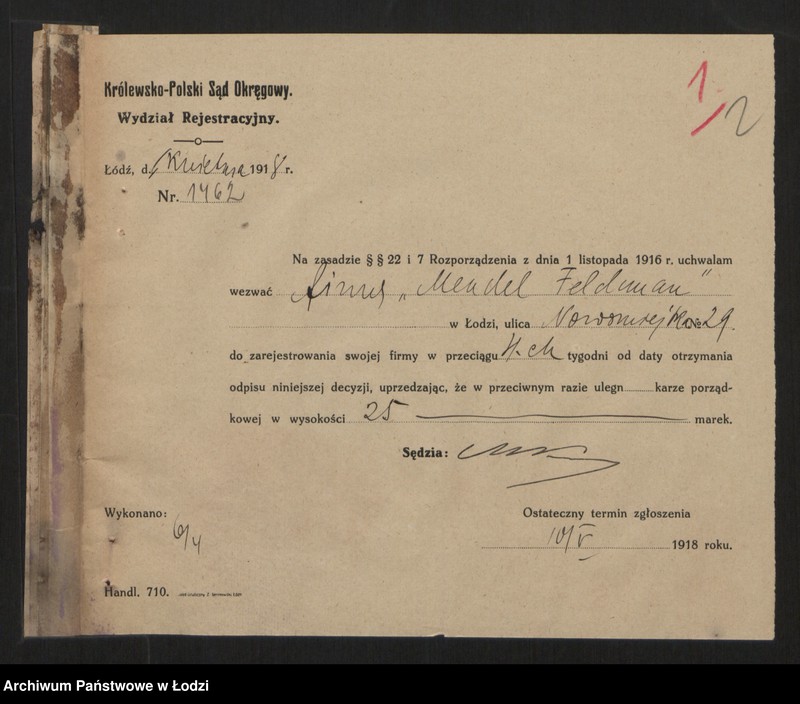 1
2
Królewsko-Polski Sąd Okręgowy.
Wydział Rejestracyjny.
Łódź, d. Kwietnia 1918 r.
Nr. 1762
Na zasadzie § § 22 i 7 Rozporządzenia z dnia 1 listopada 1916 r. uchwalam
wezwać firmę „Mendel Feldman"
w Łodzi, ulica Nowomiejska № 29.
do zarejestrowania swojej firmy w przeciągu 4-ch tygodni od daty otrzymania
odpisu niniejszej decyzji, uprzedzając, że w przeciwnym razie ulegn karze porząd-
kowej w wysokości 25 marek.
Sędzia:
Wykonano:
6/4
Ostateczny termin zgłoszenia
10/V 1918 roku.
Handl. 710.
Archiwum Państwowe w Łodzi